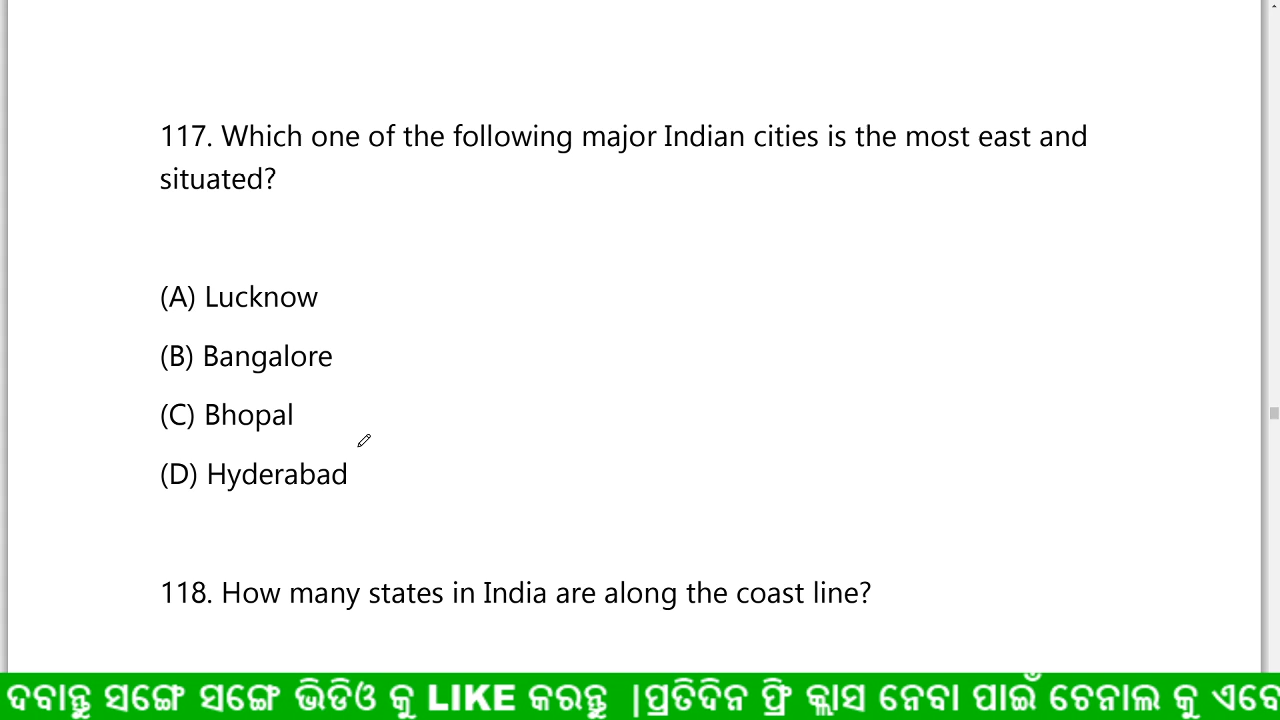 117. Which one of the following major Indian cities is the most east and
situated?
(A) Lucknow
(B) Bangalore
(C) Bhopal
(D) Hyderabad
118. How many states in India are along the coast line?
ଦବାନ୍ତୁ ସଙ୍ଗେ ସଙ୍ଗେ ଭିଡିଓ କୁ LIKE କରନ୍ତୁ |ପ୍ରତିଦିନ ଫ୍ରି କ୍ଲାସ ନେବା ପାଇଁ ଚେନାଲ କୁ ଏବେ